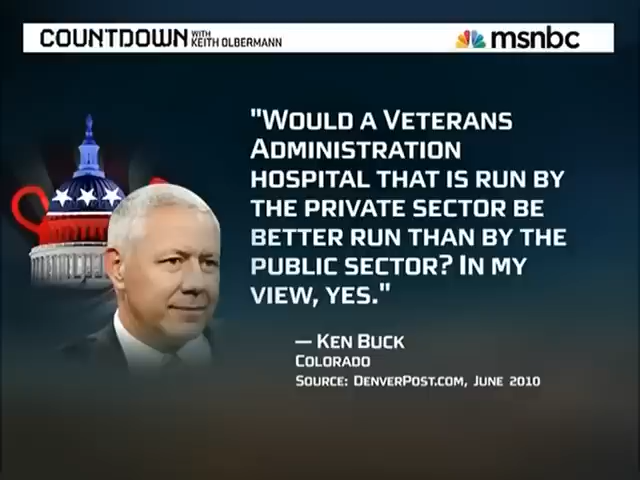 COUNTDOWN WITH KEITH OLBERMANN
msnbc
"WOULD A VETERANS
ADMINISTRATION
HOSPITAL THAT IS RUN BY
THE PRIVATE SECTOR BE
BETTER RUN THAN BY THE
PUBLIC SECTOR? IN MY
VIEW, YES."
— KEN BUCK
COLORADO
SOURCE: DENVERPOST.COM, JUNE 2010